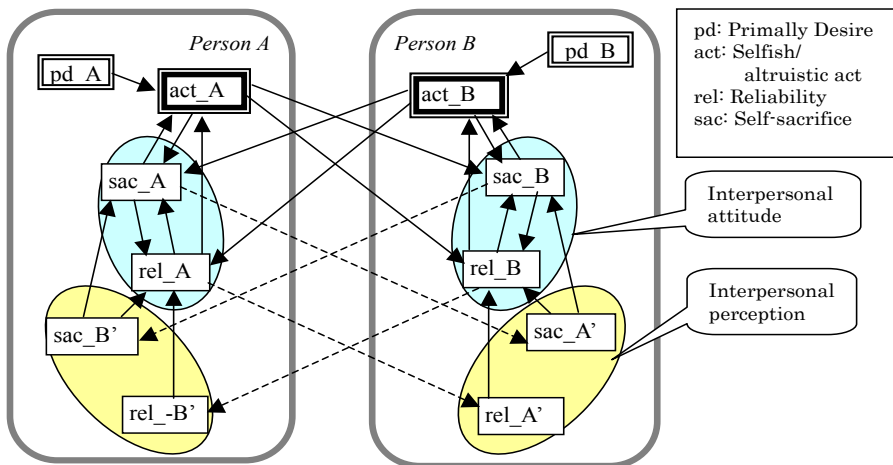 Person A
pd_A
act_A
sac_A
rel_A
sac_B’
rel_-B’
Person B
pd_B
act_B
sac_B
rel_B
sac_A’
rel_A’
pd: Primally Desire
act: Selfish/
altruistic act
rel: Reliability
sac: Self-sacrifice
Interpersonal
attitude
Interpersonal
perception